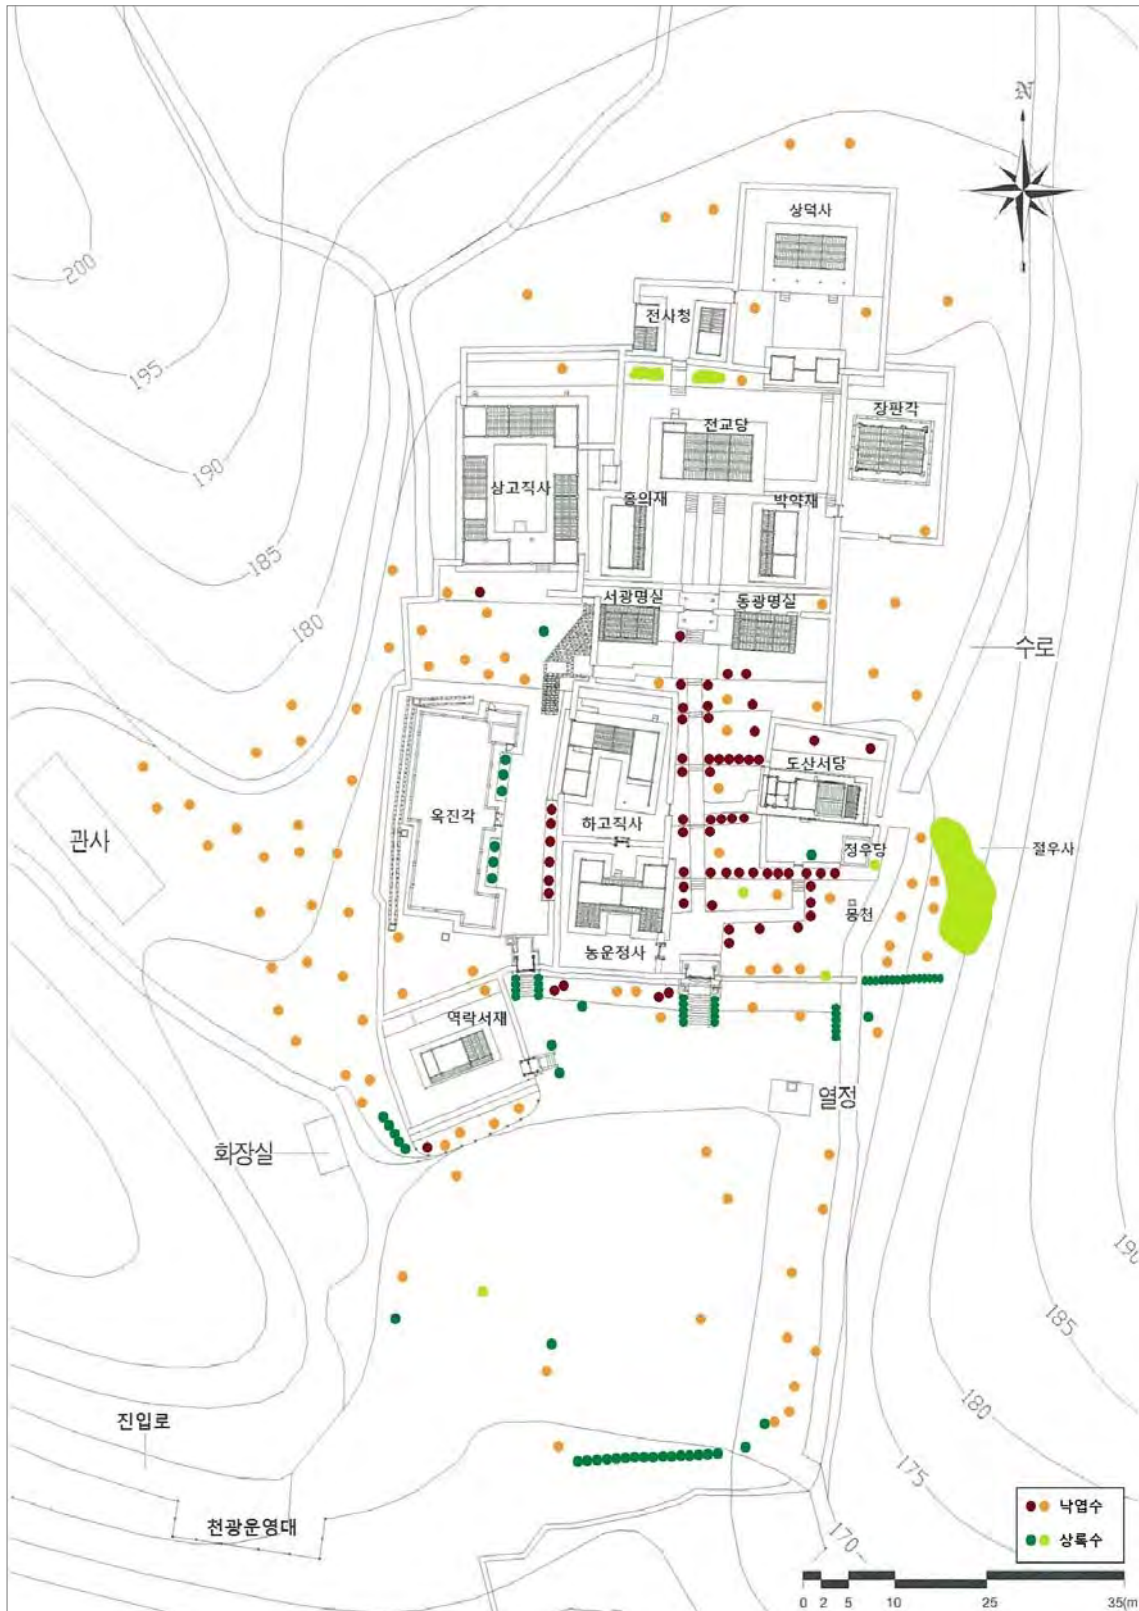 N
상덕사
200
전사청
195
장판각
전교당
190
상고직사
홍의재
박약재
185
서광명실
동광명실
180
수로
도산서당
옥진각
하고직사
관사
정우당
절우사
몽천
농운정사
역락서재
열정
화장실
190
185
진입로
180
175
천광운영대
170
낙엽수
상록수
0 2 5 10 25 35(m